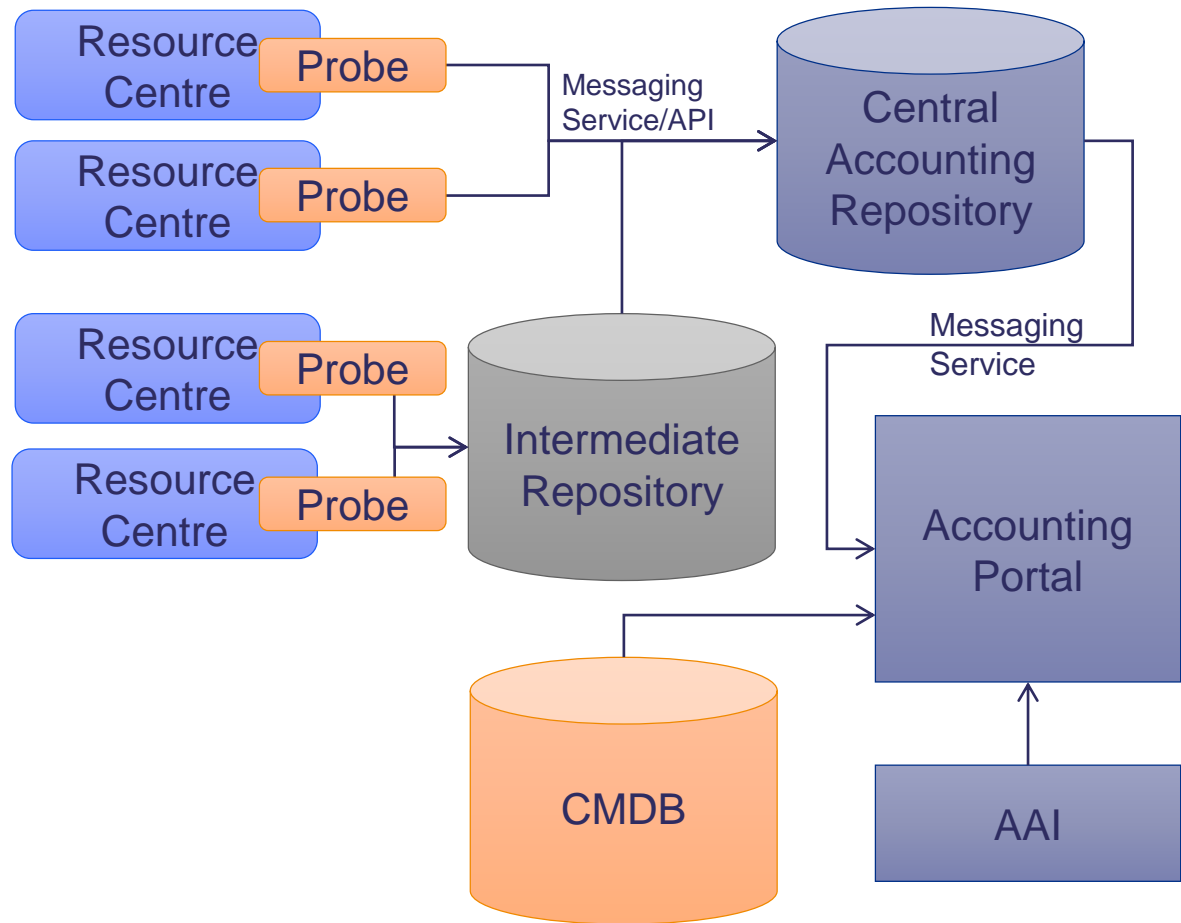 Resource
Centre
Probe
Messaging
Service/API
Central
Accounting
Repository
Resource
Centre
Probe
Resource
Centre
Probe
Messaging
Service
Intermediate
Repository
Resource
Centre
Probe
Accounting
Portal
CMDB
AAI